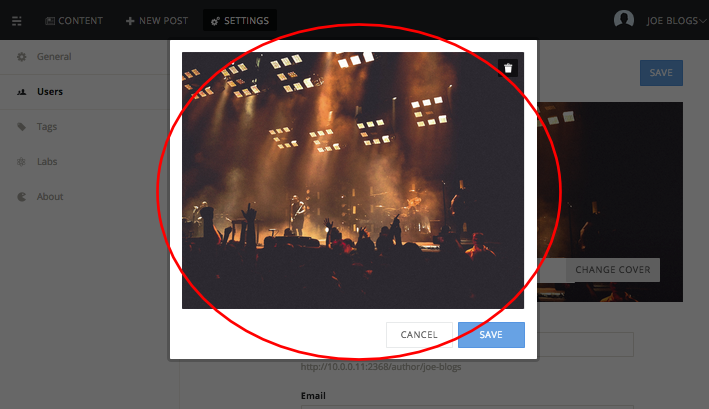 CONTENT
NEW POST
SETTINGS
JOE BLOGS
General
SAVE
Users
Tags
Labs
About
CHANGE COVER
CANCEL
SAVE
http://10.0.0.11:2368/author/joe-blogs
Email